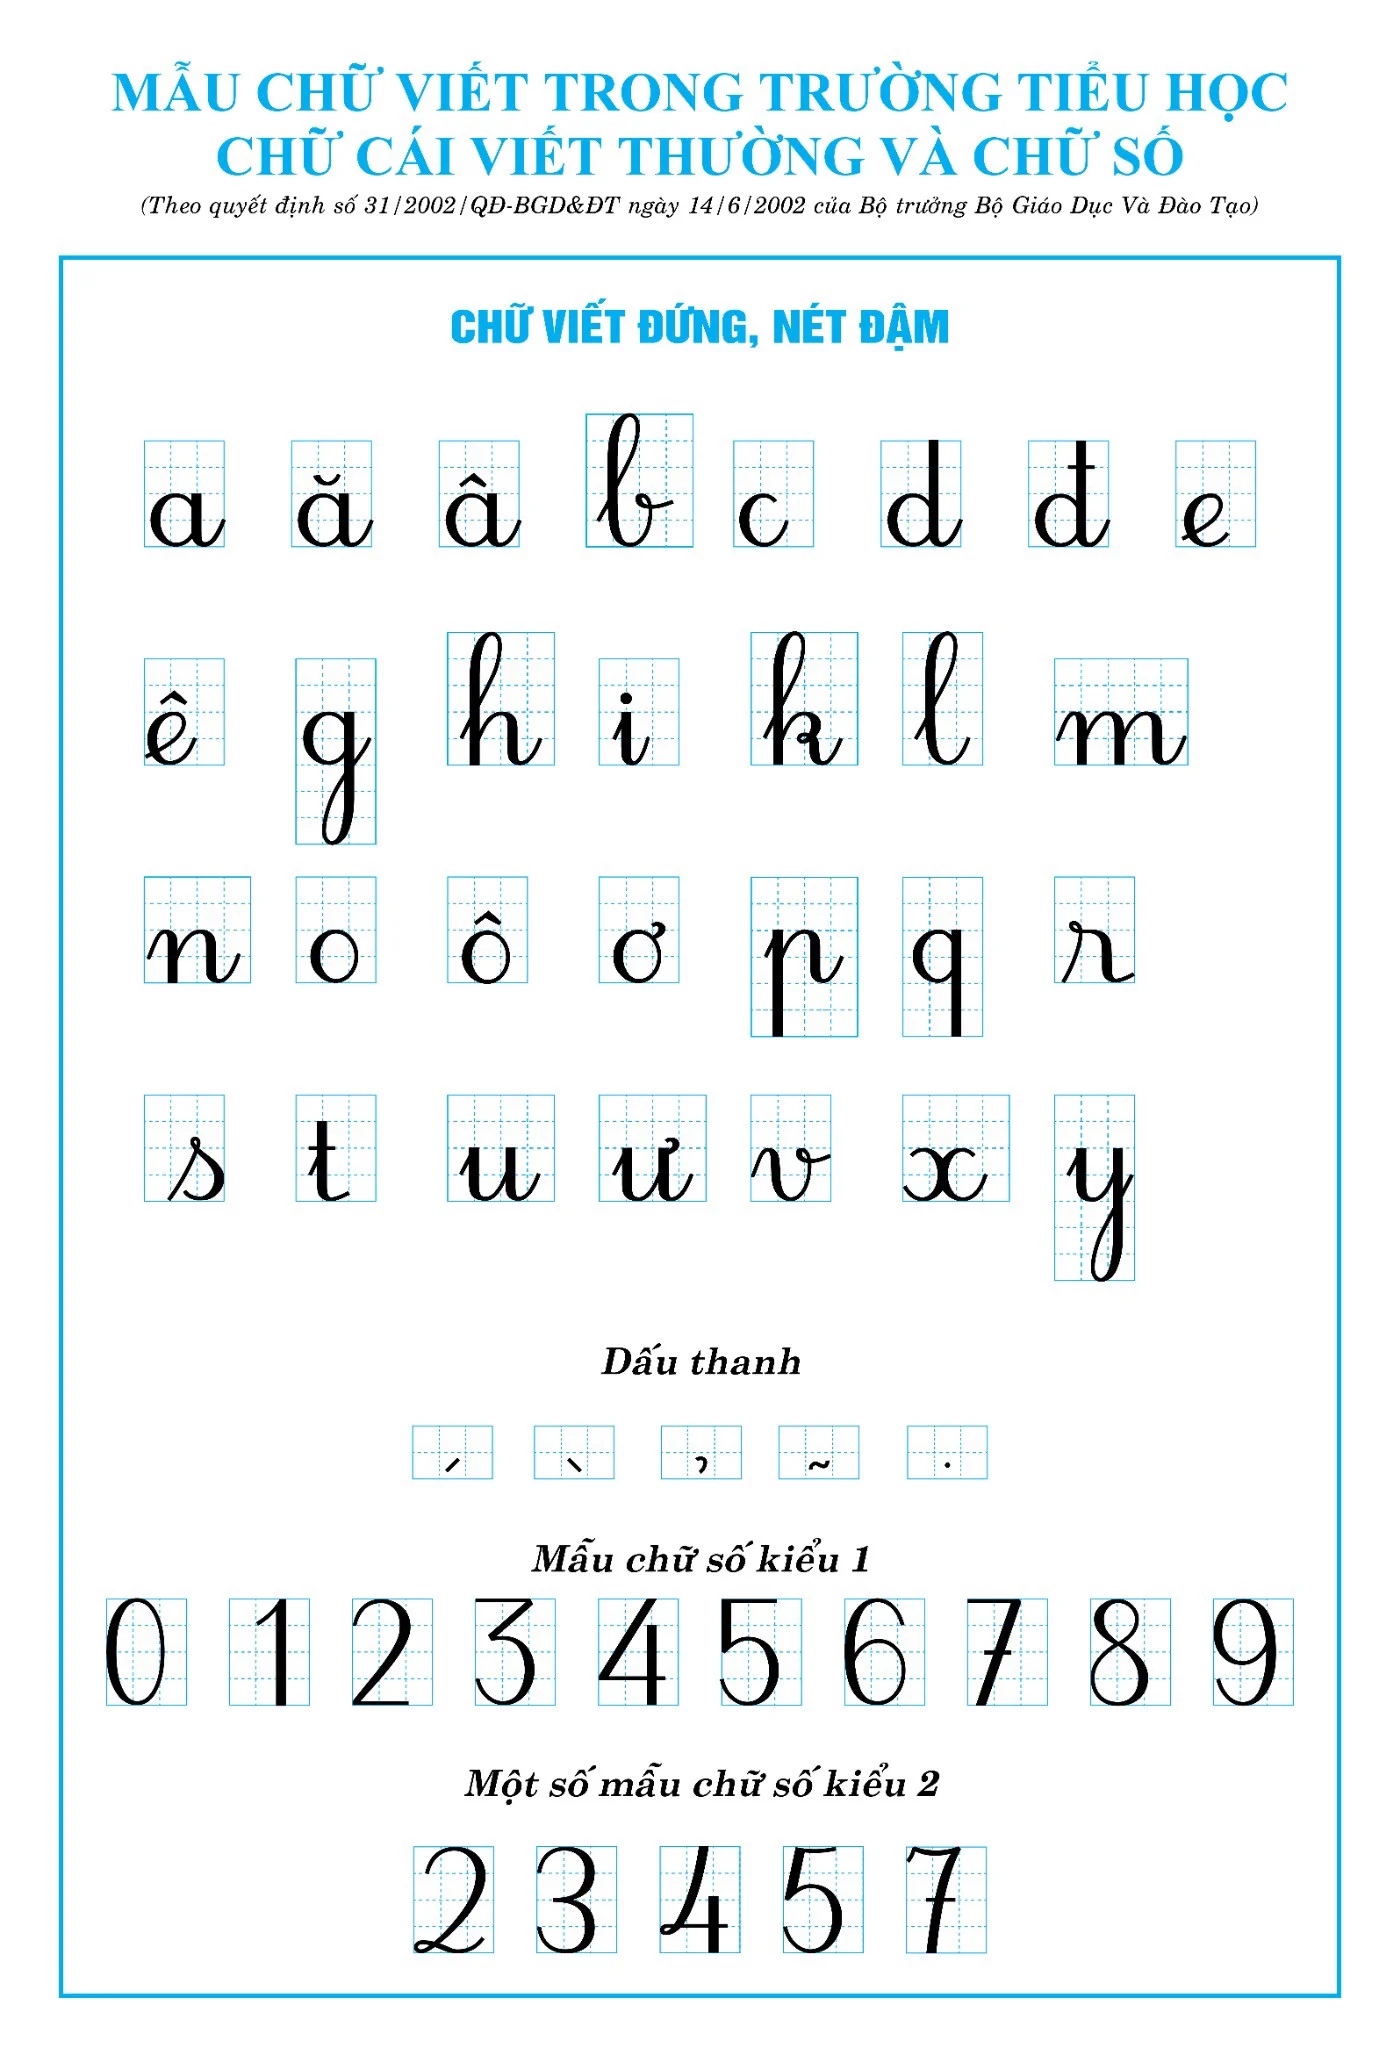 MẪU CHỮ VIẾT TRONG TRƯỜNG TIỂU HỌC
CHỮ CÁI VIẾT THƯỜNG VÀ CHỮ SỐ
(Theo quyết định số 31/2002/QĐ-BGD&ĐT ngày 14/6/2002 của Bộ trưởng Bộ Giáo Dục Và Đào Tạo)
CHỮ VIẾT ĐỨNG, NÉT ĐẬM
a ă â b c d đ e
ê g h i k l m
n o ô ơ p q r
s t u ư v x y
Dấu thanh
ˊ ˋ ̉ ~ .
Mẫu chữ số kiểu 1
0 1 2 3 4 5 6 7 8 9
Một số mẫu chữ số kiểu 2
2 3 4 5 7